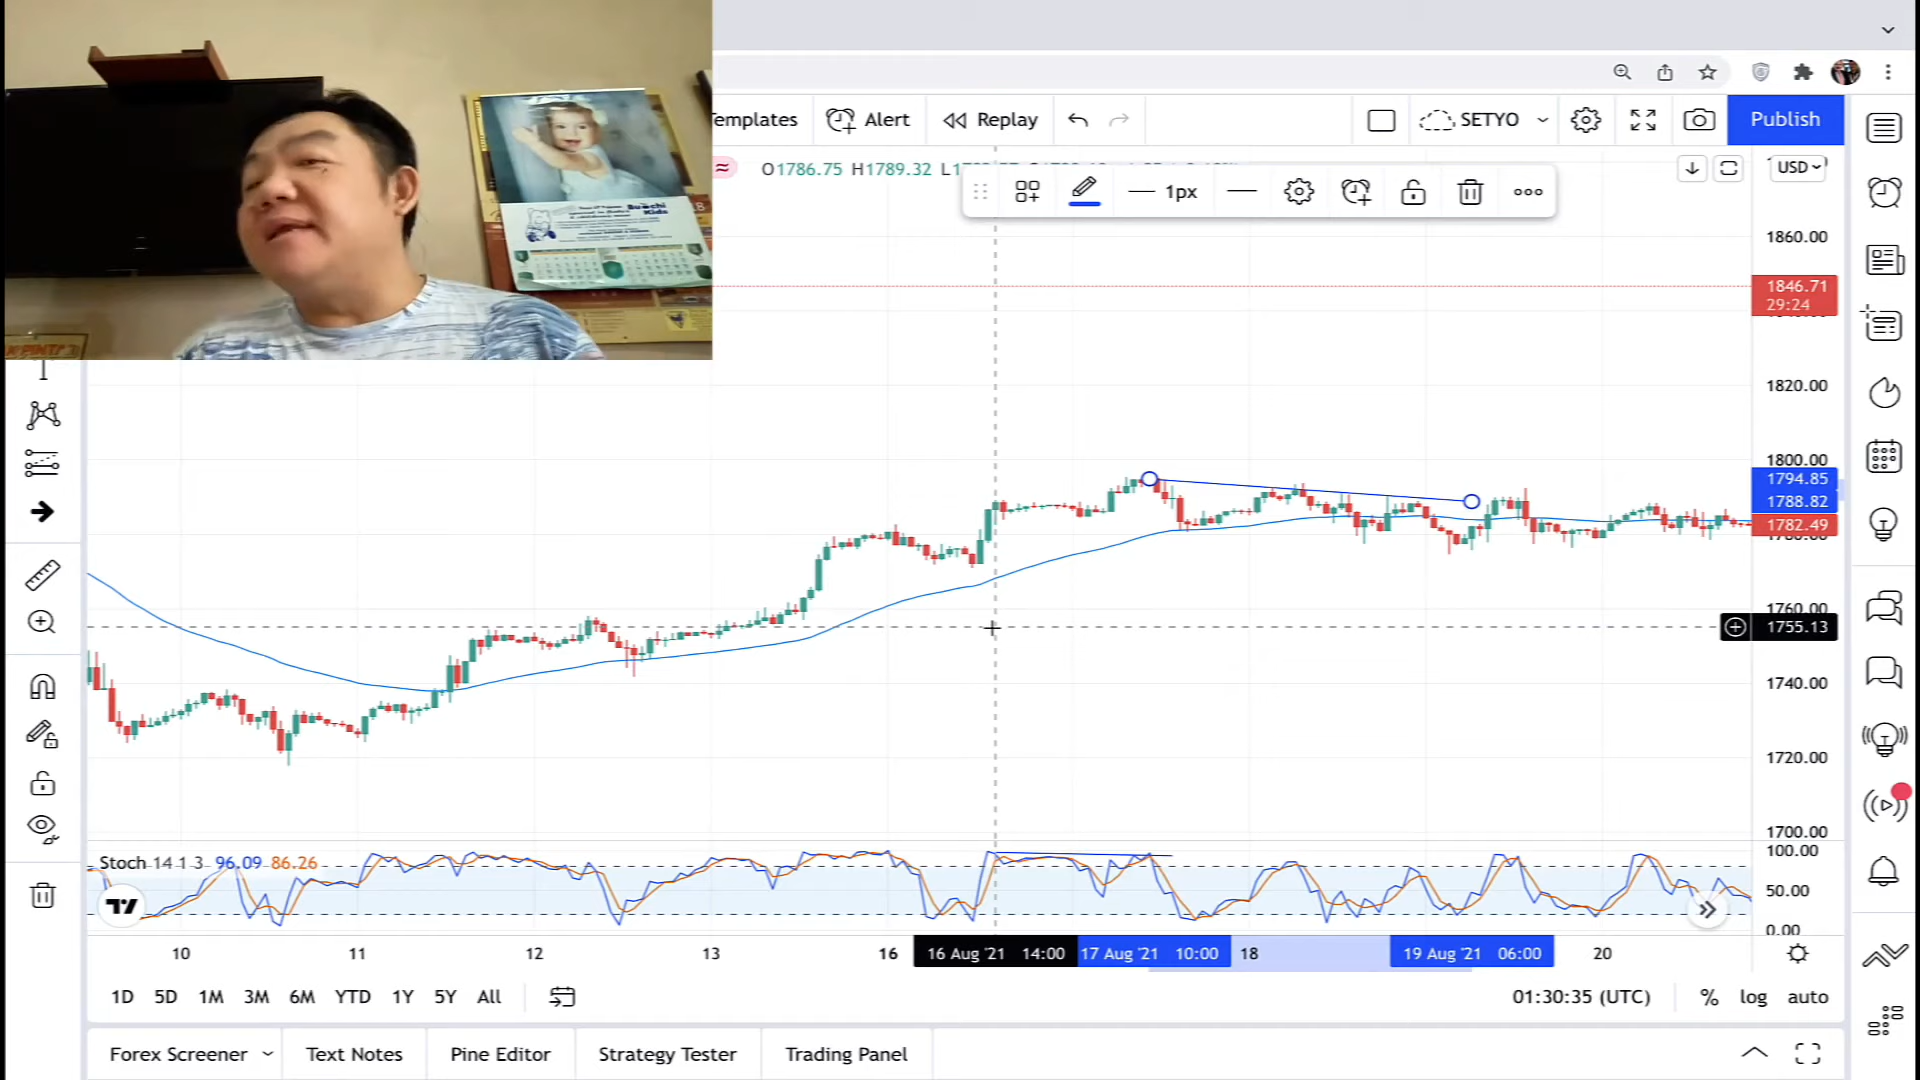 Templates Alert Replay SETYO Publish
O1786.75 H1789.32 USD
1px
1860.00
1846.71
29:24
1820.00
1800.00
1794.85
1788.82
1782.49
1760.00
1755.13
1740.00
1720.00
1700.00
Stoch 14 1 3 96.09 86.26
100.00
50.00
0.00
10 11 12 13 16 16 Aug '21 14:00 17 Aug '21 10:00 18 19 Aug '21 06:00 20
1D 5D 1M 3M 6M YTD 1Y 5Y All 01:30:35 (UTC) % log auto
Forex Screener Text Notes Pine Editor Strategy Tester Trading Panel